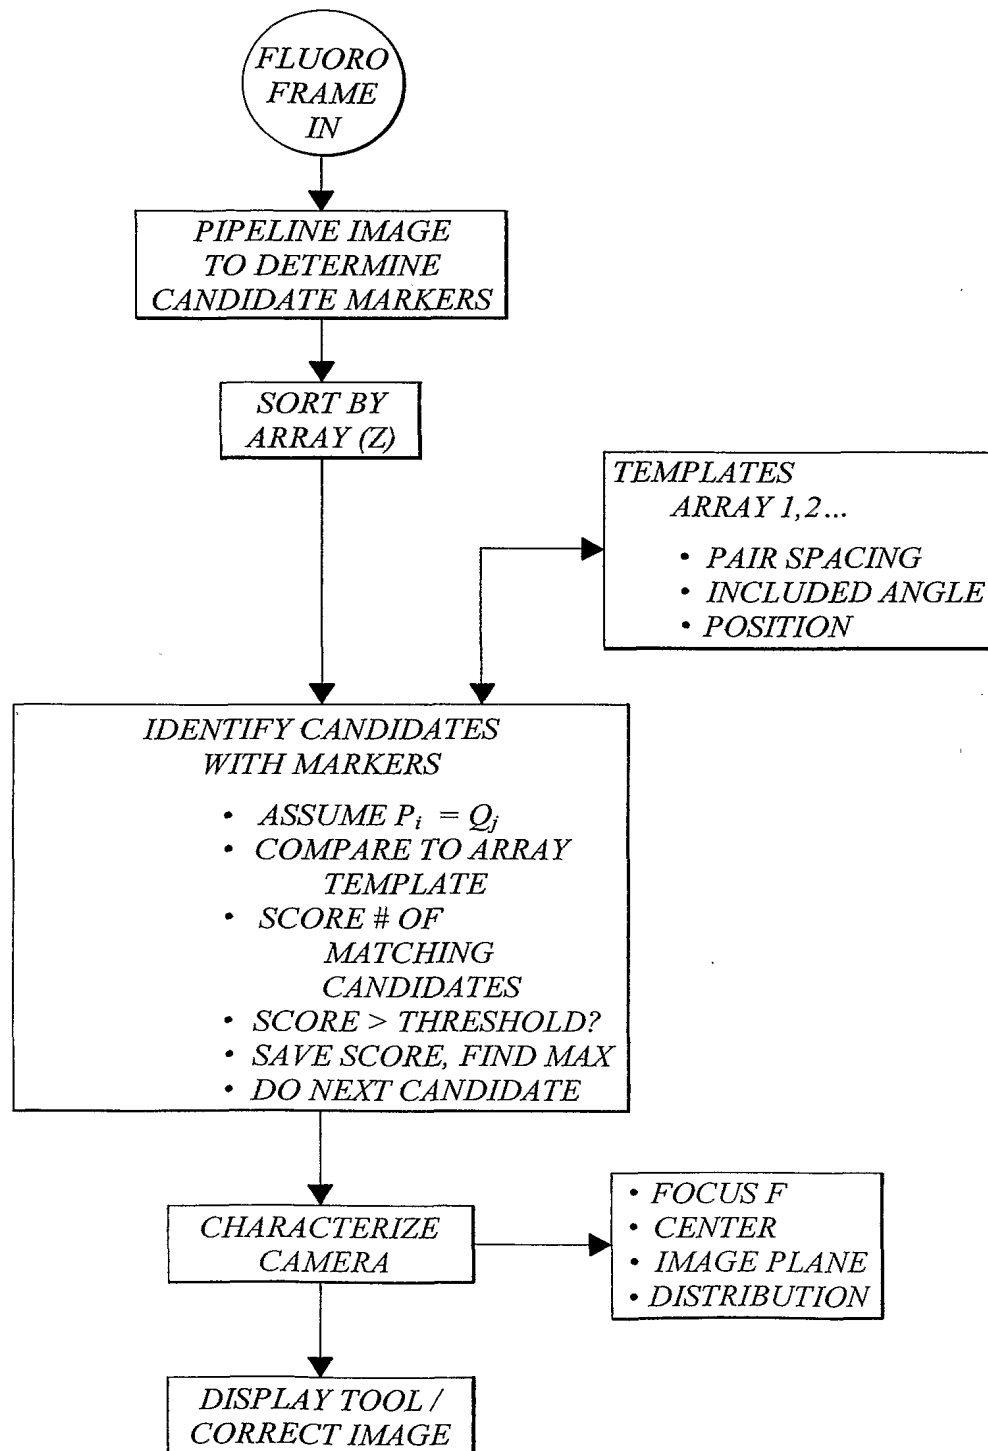 FLUORO
FRAME
IN
PIPELINE IMAGE
TO DETERMINE
CANDIDATE MARKERS
SORT BY
ARRAY (Z)
TEMPLATES
ARRAY 1,2...
• PAIR SPACING
• INCLUDED ANGLE
• POSITION
IDENTIFY CANDIDATES
WITH MARKERS
• ASSUME Pi = Qj
• COMPARE TO ARRAY
TEMPLATE
• SCORE # OF
MATCHING
CANDIDATES
• SCORE > THRESHOLD?
• SAVE SCORE, FIND MAX
• DO NEXT CANDIDATE
CHARACTERIZE
CAMERA
• FOCUS F
• CENTER
• IMAGE PLANE
• DISTRIBUTION
DISPLAY TOOL /
CORRECT IMAGE